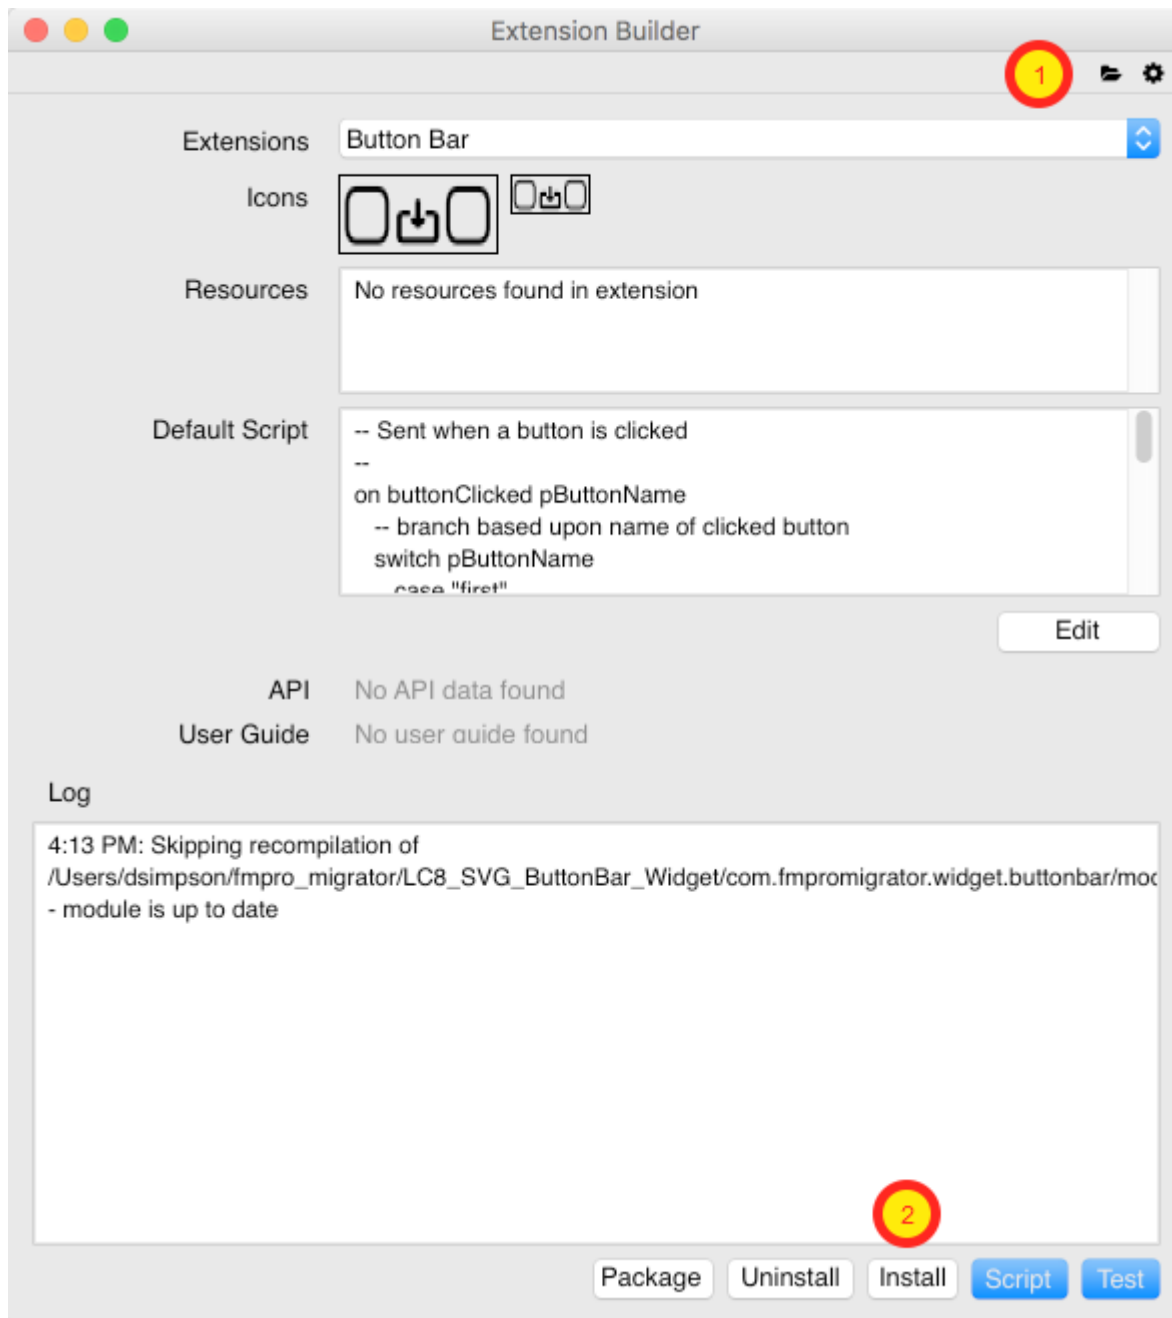 Extension Builder
1
Extensions
Button Bar
Icons
Resources
No resources found in extension
Default Script
-- Sent when a button is clicked
--
on buttonClicked pButtonName
-- branch based upon name of clicked button
switch pButtonName
case "first"
Edit
API No API data found
User Guide No user guide found
Log
4:13 PM: Skipping recompilation of
/Users/dsimpson/fmpro_migrator/LC8_SVG_ButtonBar_Widget/com.fmpromigrator.widget.buttonbar/moc
- module is up to date
2
Package Uninstall Install Script Test